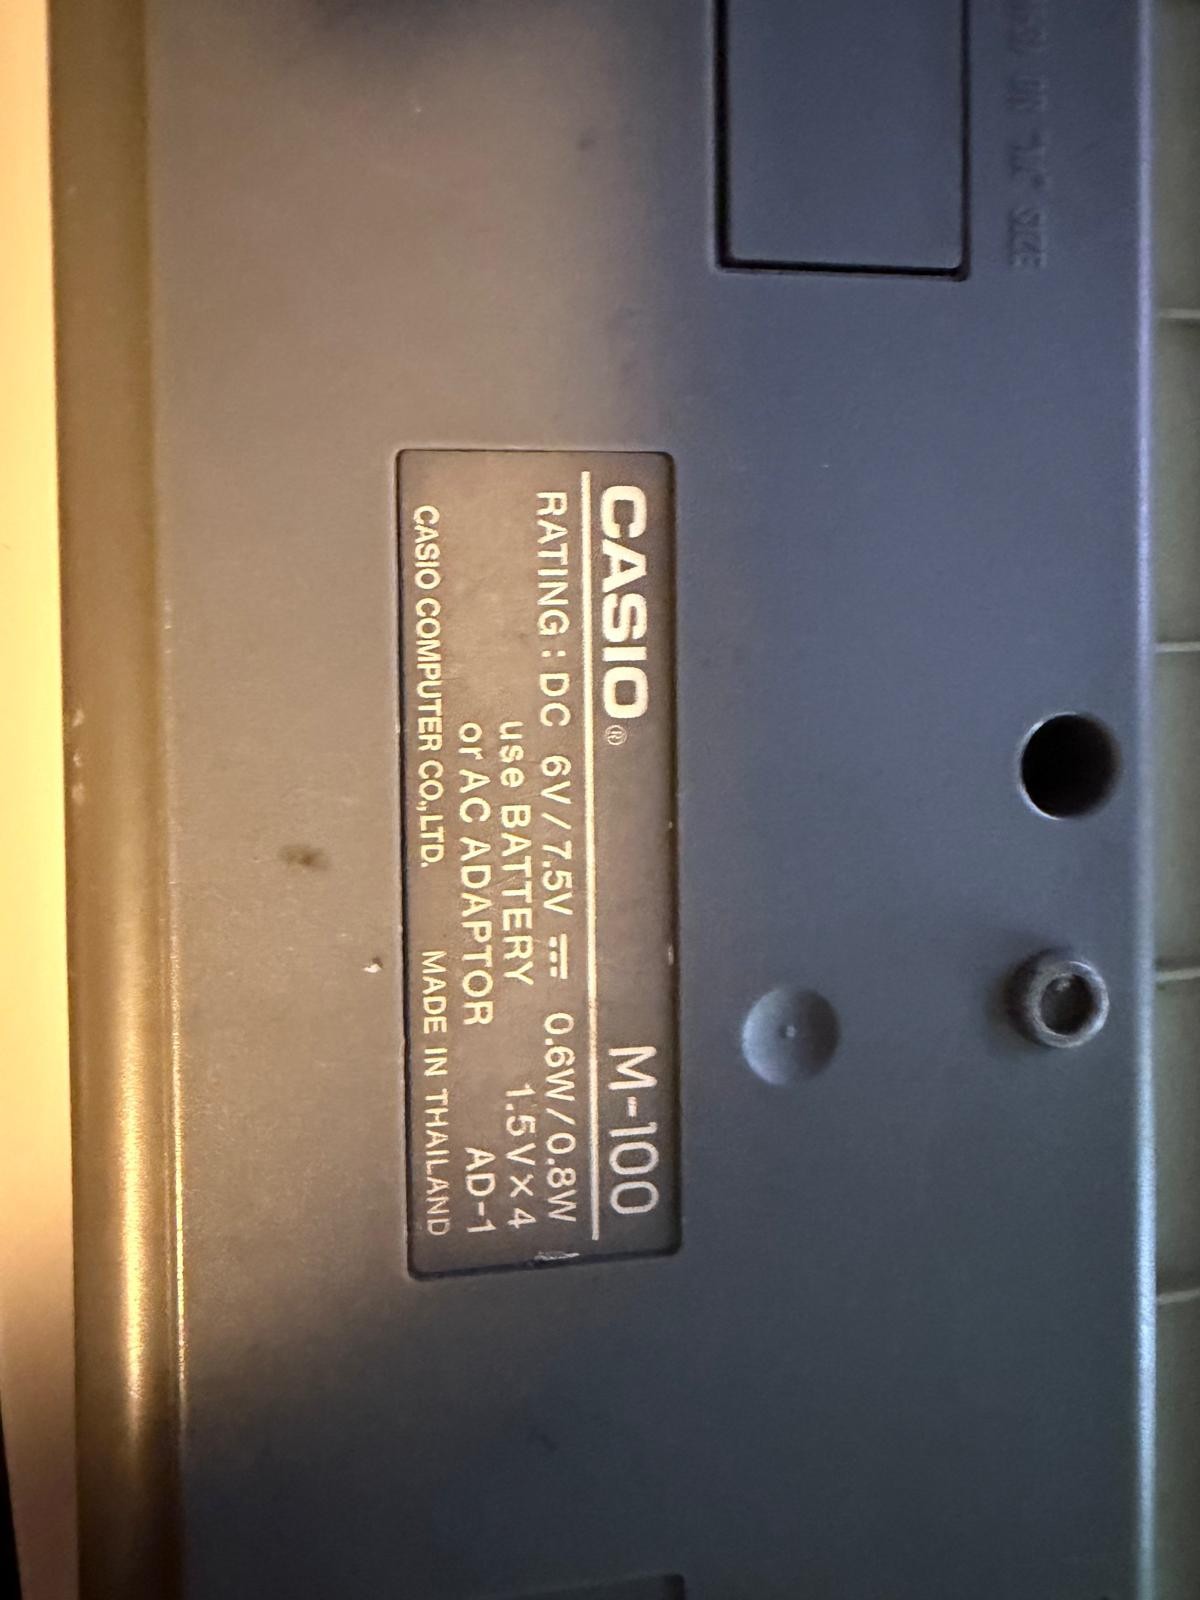 CASIO® M-100
RATING : DC 6V / 7.5V ⎓ 0.6W/0.8W
use BATTERY 1.5V×4
or AC ADAPTOR AD-1
CASIO COMPUTER CO., LTD. MADE IN THAILAND
SIZE